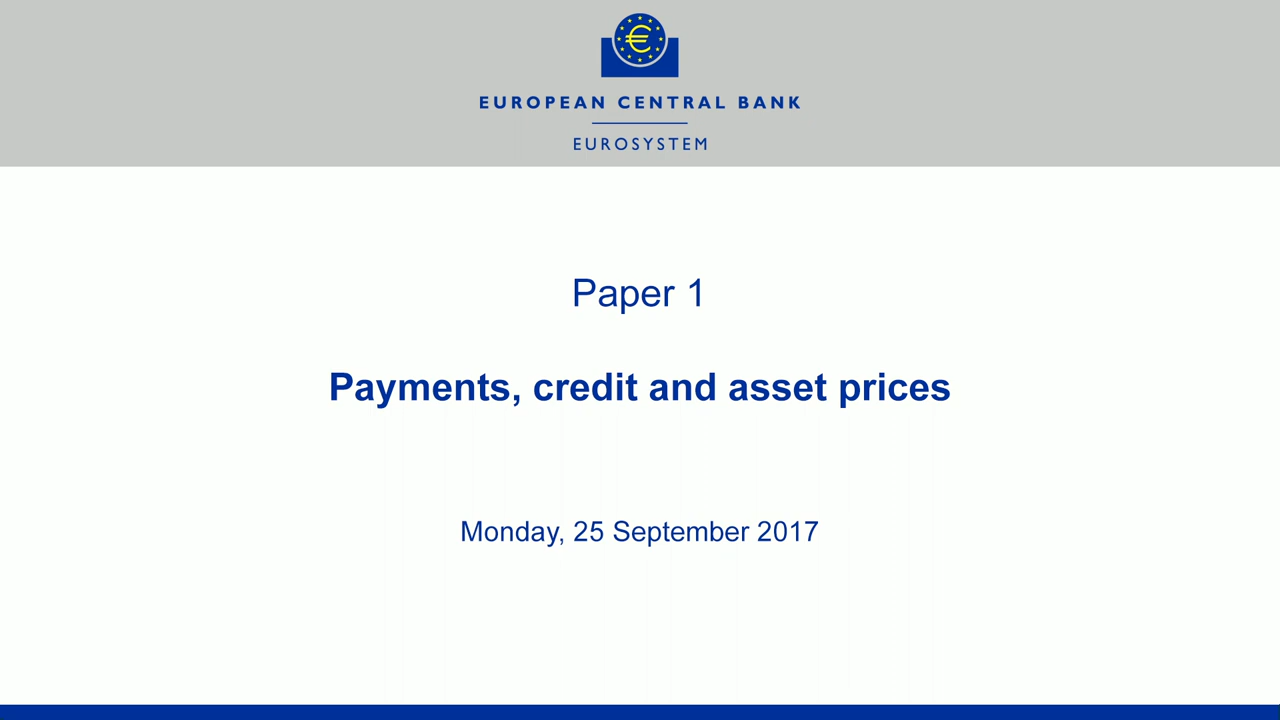 €
EUROPEAN CENTRAL BANK
EUROSYSTEM
Paper 1
Payments, credit and asset prices
Monday, 25 September 2017